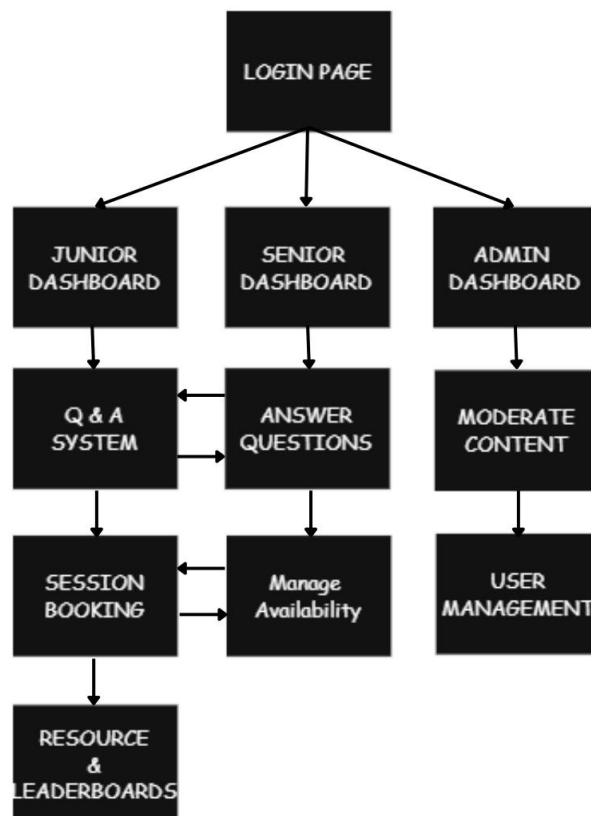 LOGIN PAGE
JUNIOR
DASHBOARD
SENIOR
DASHBOARD
ADMIN
DASHBOARD
Q & A
SYSTEM
ANSWER
QUESTIONS
MODERATE
CONTENT
SESSION
BOOKING
Manage
Availability
USER
MANAGEMENT
RESOURCE
&
LEADERBOARDS